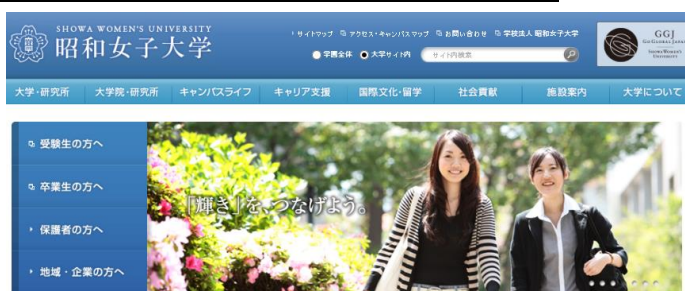 SHOWA WOMEN'S UNIVERSITY
昭和女子大学
サイトマップ アクセス・キャンパスマップ お問い合わせ 学校法人 昭和女子大学
学園全体 大学サイト内 サイト内検索
GGJ
Go Global Japan
Showa Women's
University
大学・研究所 大学院・研究所 キャンパスライフ キャリア支援 国際文化・留学 社会貢献 施設案内 大学について
受験生の方へ
卒業生の方へ
保護者の方へ
地域・企業の方へ
「輝き」を、つなげよう。